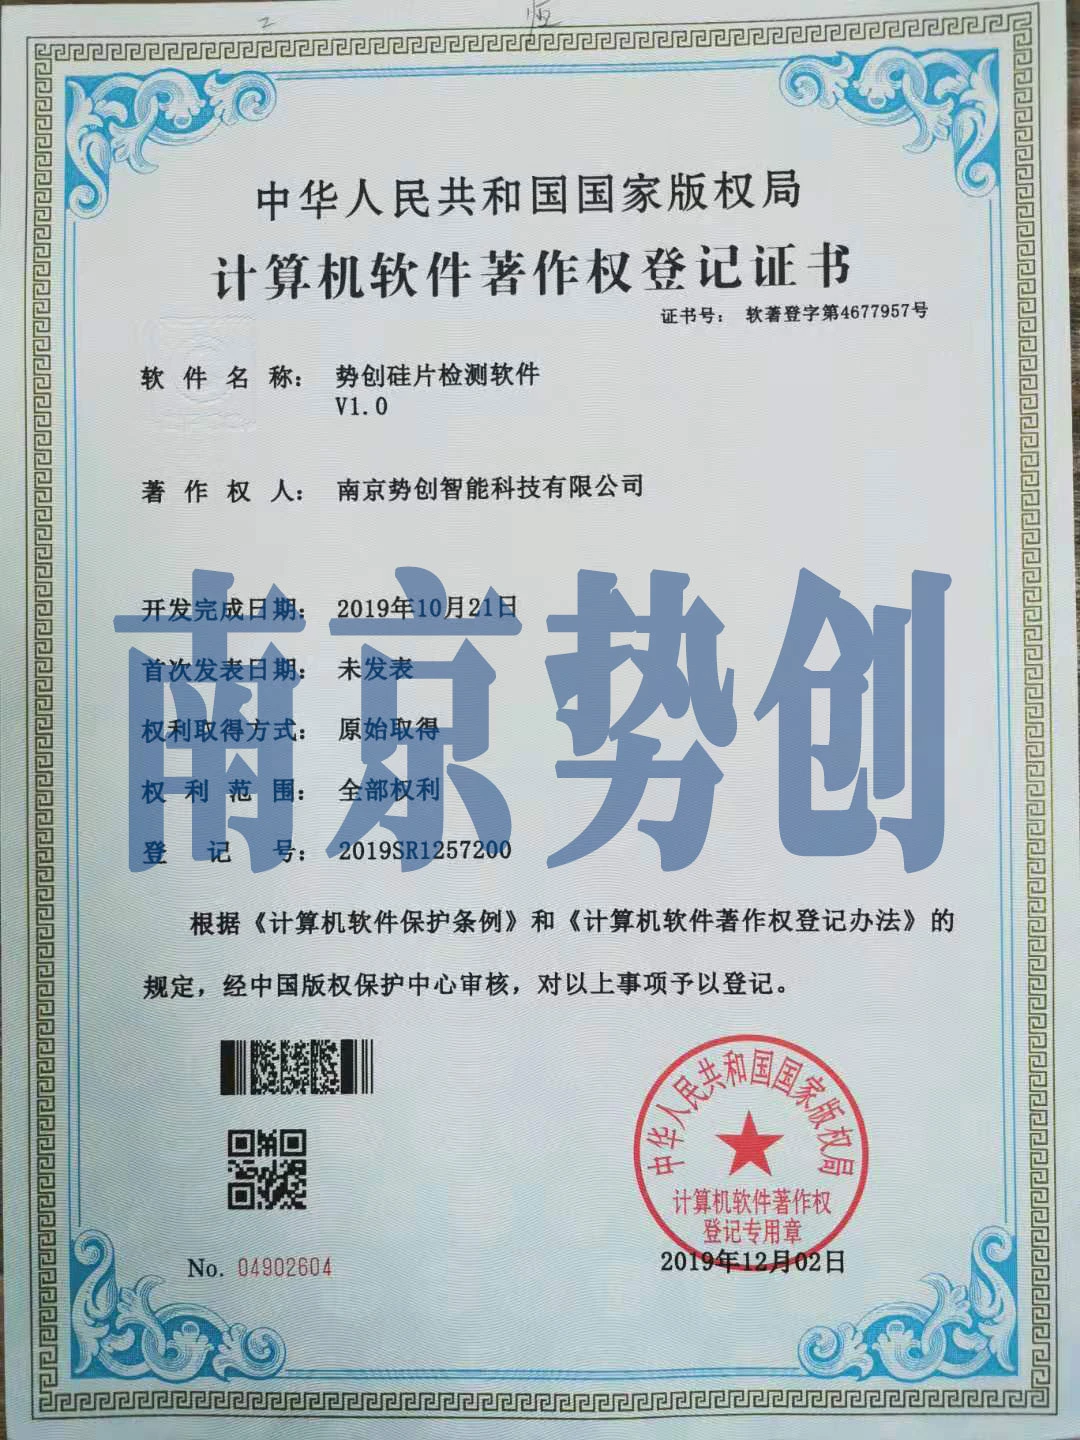 中华人民共和国国家版权局
计算机软件著作权登记证书
证书号： 软著登字第4677957号
软件名称： 势创硅片检测软件
V1.0
著作权人： 南京势创智能科技有限公司
南京势创
开发完成日期： 2019年10月21日
首次发表日期： 未发表
权利取得方式： 原始取得
权利范围： 全部权利
登记号： 2019SR1257200
根据《计算机软件保护条例》和《计算机软件著作权登记办法》的
规定，经中国版权保护中心审核，对以上事项予以登记。
中华人民共和国国家版权局
计算机软件著作权
登记专用章
No. 04902604
2019年12月02日